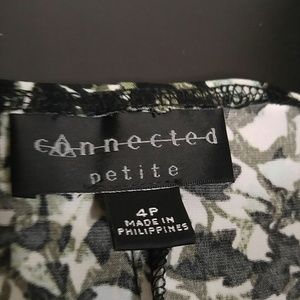 connected
petite
4P
MADE IN
PHILIPPINES